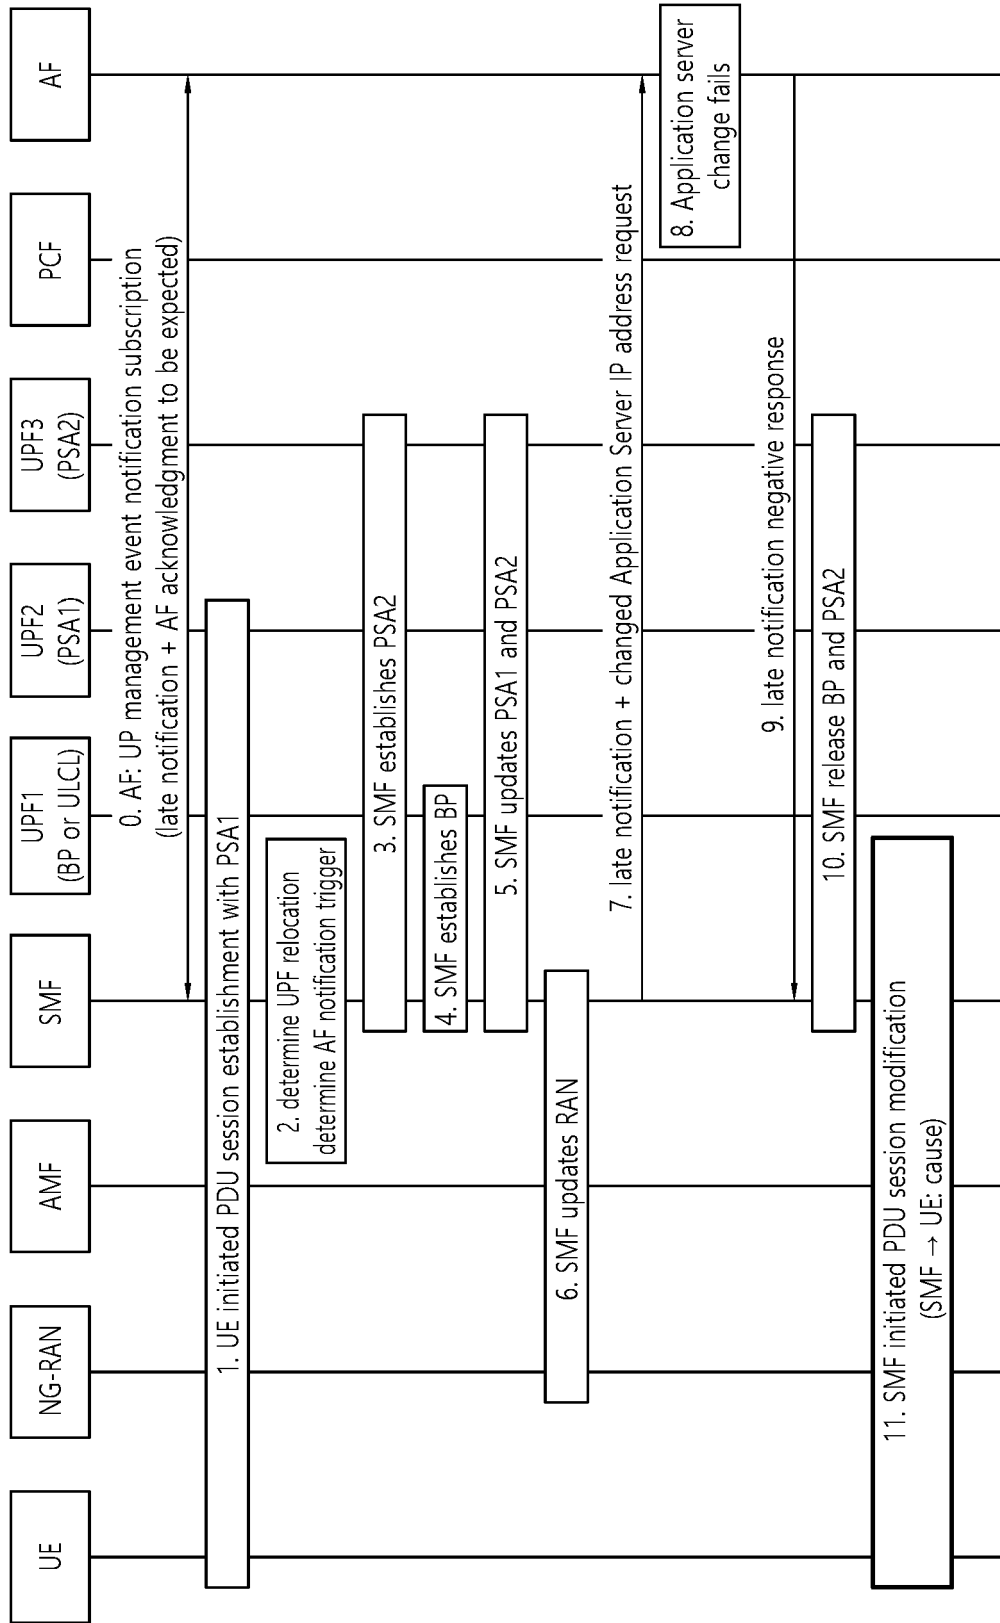 UE
NG-RAN
AMF
SMF
UPF1
(BP or ULCL)
UPF2
(PSA1)
UPF3
(PSA2)
PCF
AF
0. AF: UP management event notification subscription
(late notification + AF acknowledgment to be expected)
1. UE initiated PDU session establishment with PSA1
2. determine UPF relocation
determine AF notification trigger
3. SMF establishes PSA2
4. SMF establishes BP
5. SMF updates PSA1 and PSA2
6. SMF updates RAN
7. late notification + changed Application Server IP address request
8. Application server
change fails
9. late notification negative response
10. SMF release BP and PSA2
11. SMF initiated PDU session modification
(SMF → UE: cause)